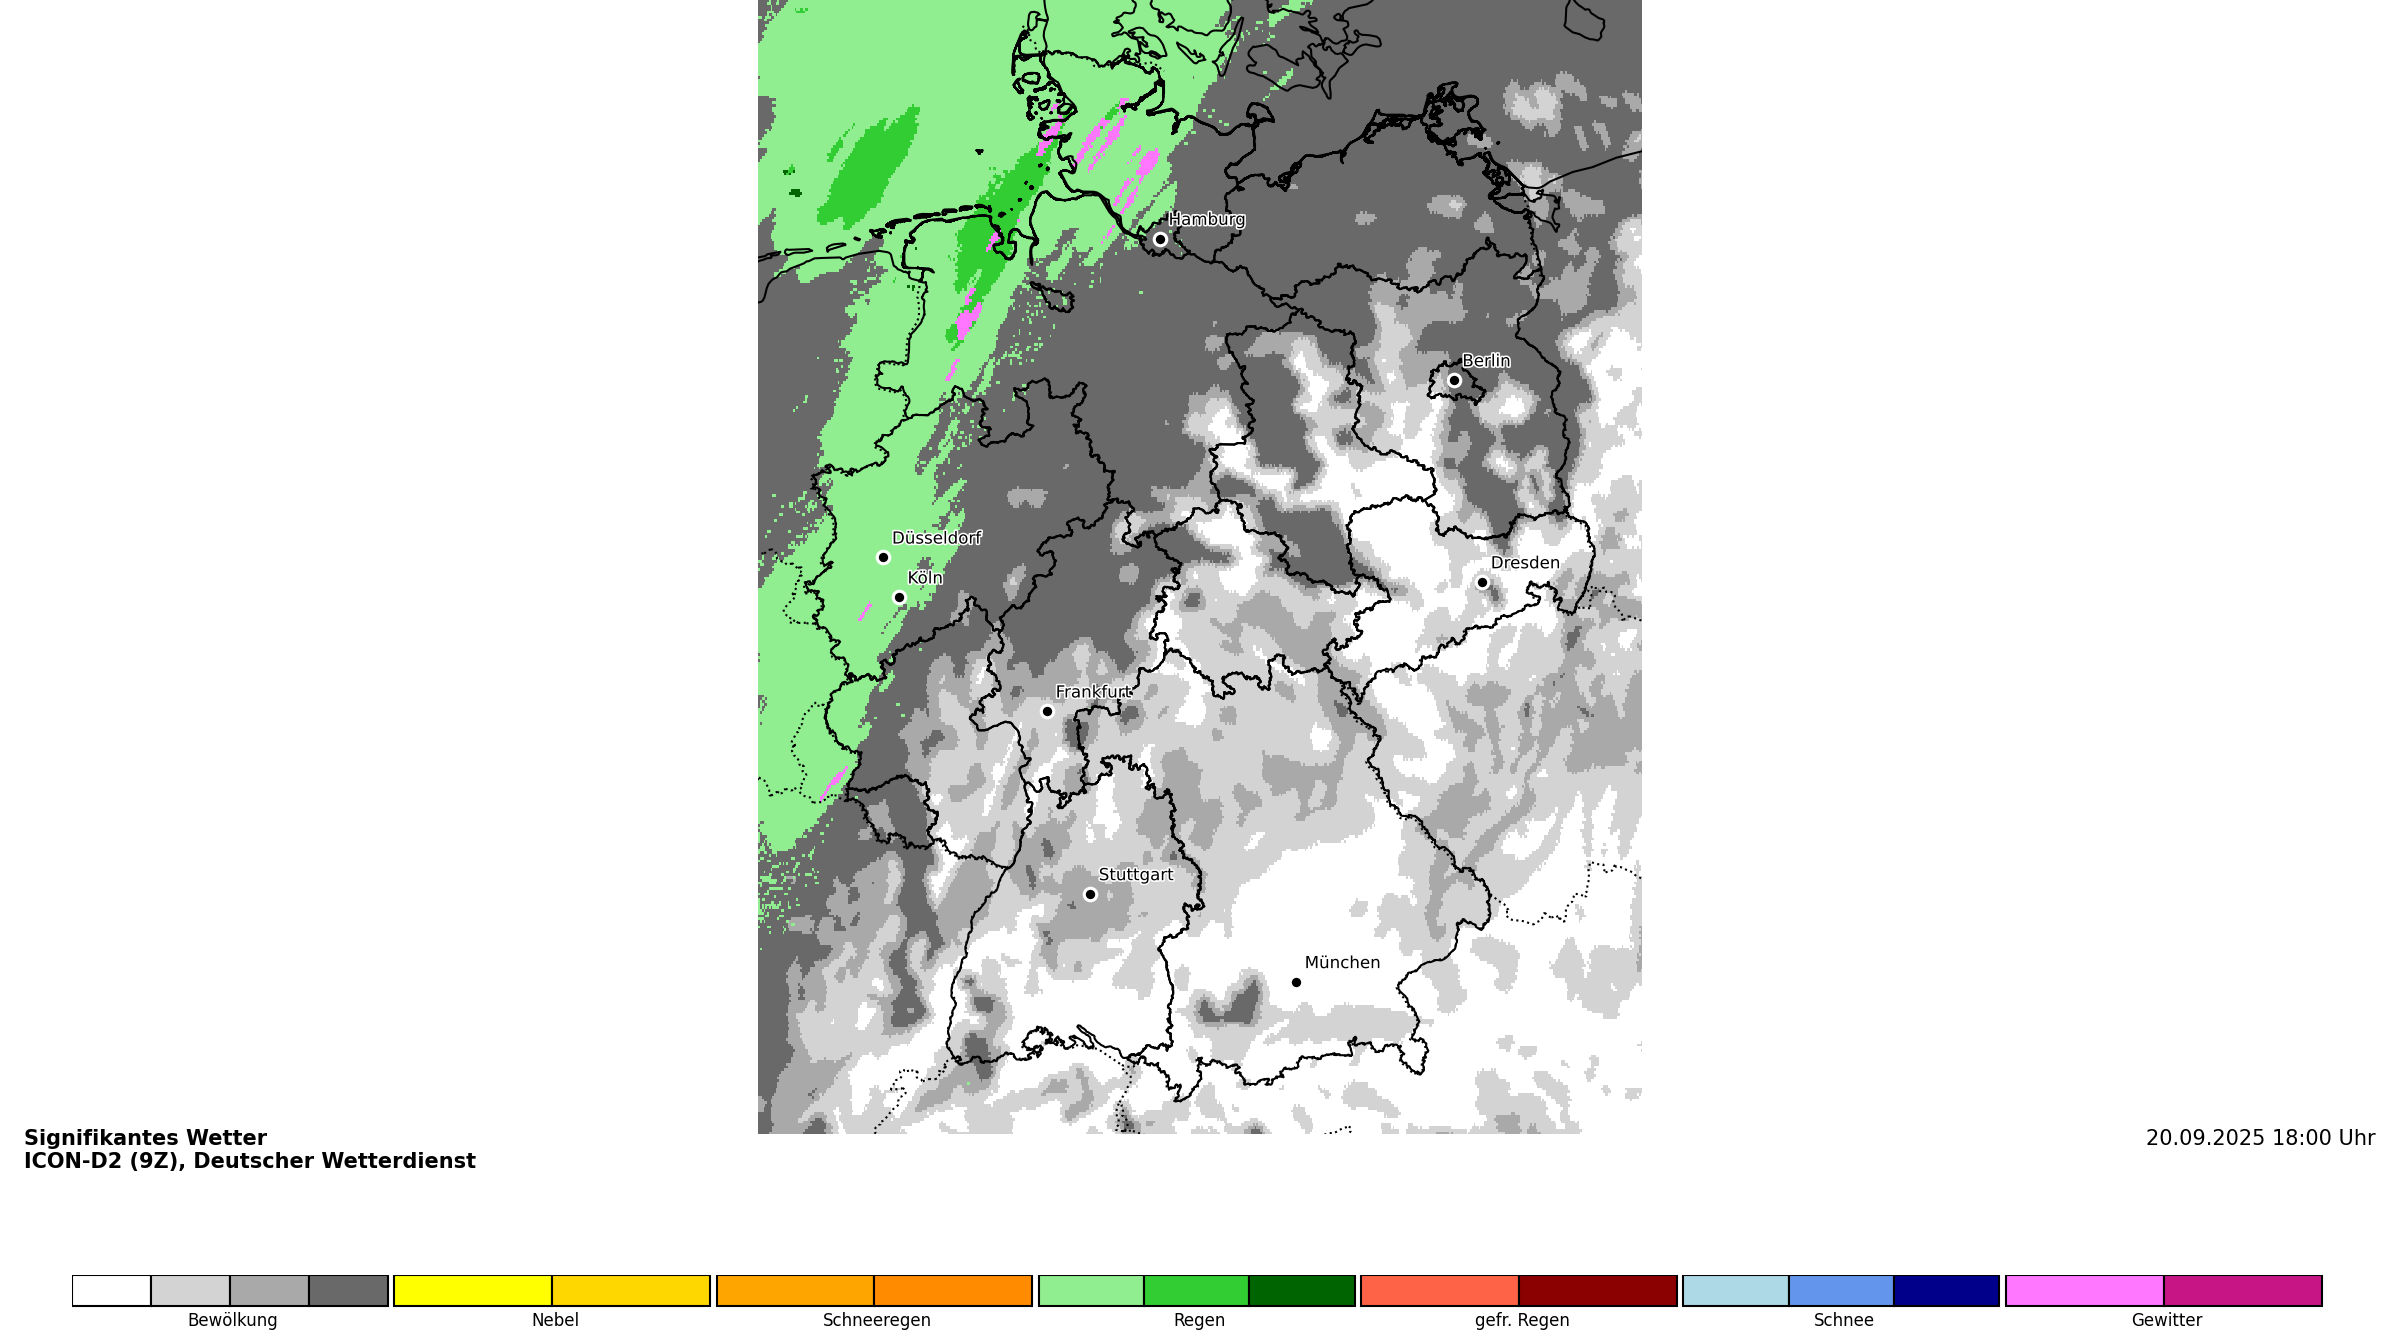 Hamburg
Berlin
Düsseldorf
Köln
Dresden
Frankfurt
Stuttgart
München
Signifikantes Wetter
ICON-D2 (9Z), Deutscher Wetterdienst
20.09.2025 18:00 Uhr
Bewölkung
Nebel
Schneeregen
Regen
gefr. Regen
Schnee
Gewitter